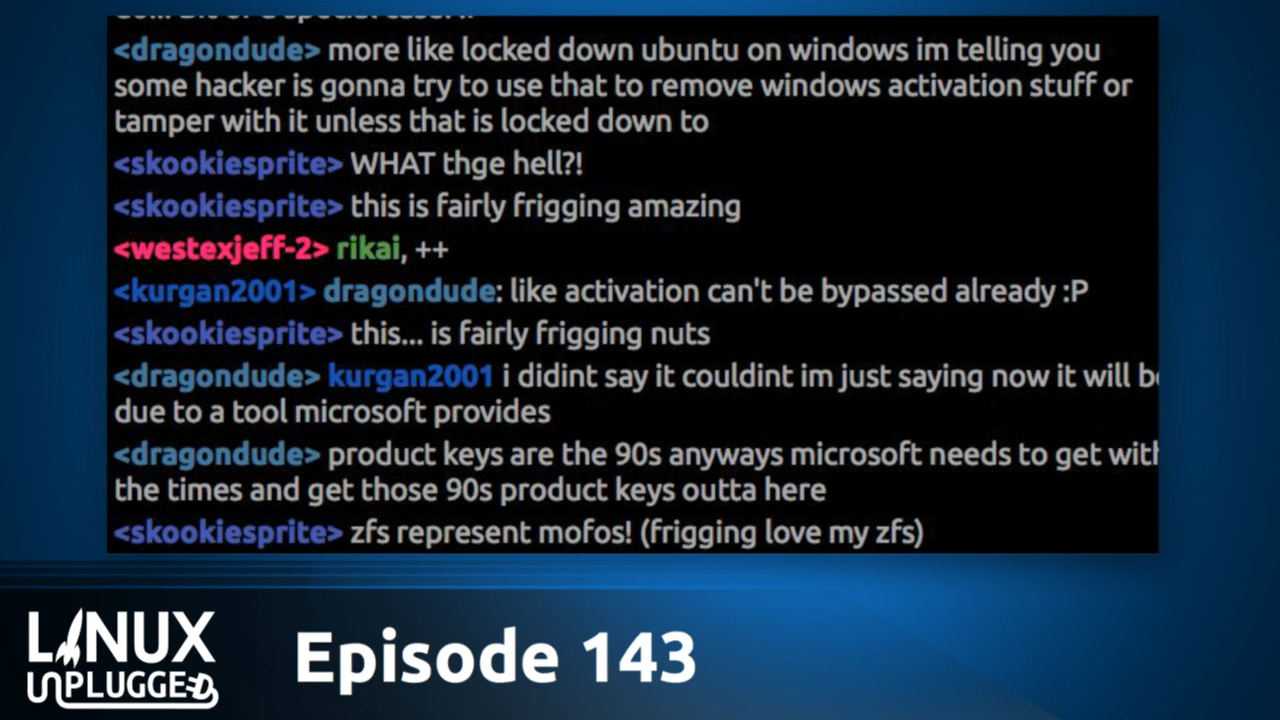 <dragondude> more like locked down ubuntu on windows im telling you
some hacker is gonna try to use that to remove windows activation stuff or
tamper with it unless that is locked down to
<skookiesprite> WHAT thge hell?!
<skookiesprite> this is fairly frigging amazing
<westexjeff-2> rikai, ++
<kurgan2001> dragondude: like activation can't be bypassed already :P
<skookiesprite> this... is fairly frigging nuts
<dragondude> kurgan2001 i didint say it couldint im just saying now it will be
due to a tool microsoft provides
<dragondude> product keys are the 90s anyways microsoft needs to get with
the times and get those 90s product keys outta here
<skookiesprite> zfs represent mofos! (frigging love my zfs)
LINUX
UNPLUGGED
Episode 143